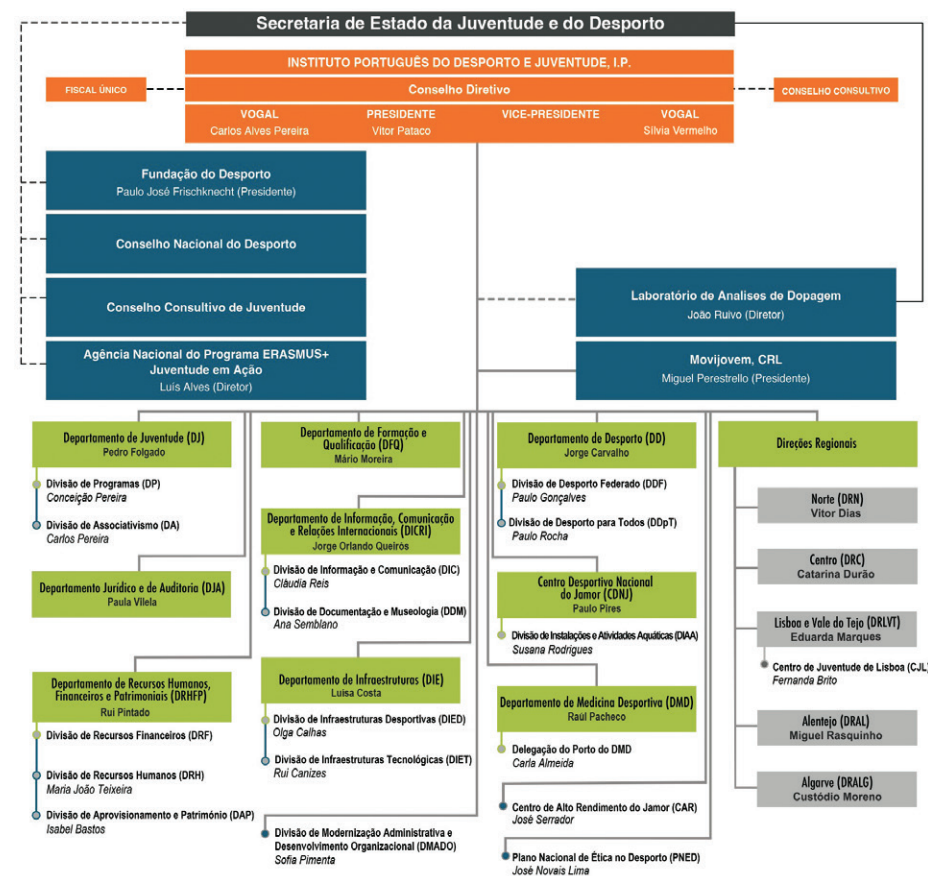 Secretaria de Estado da Juventude e do Desporto
INSTITUTO PORTUGUÊS DO DESPORTO E JUVENTUDE, I.P.
FISCAL ÚNICO
Conselho Diretivo
CONSELHO CONSULTIVO
VOGAL
Carlos Alves Pereira
PRESIDENTE
Vitor Pataco
VICE-PRESIDENTE
VOGAL
Sílvia Vermelho
Fundação do Desporto
Paulo José Frischknecht (Presidente)
Conselho Nacional do Desporto
Conselho Consultivo de Juventude
Agência Nacional do Programa ERASMUS+
Juventude em Ação
Luís Alves (Diretor)
Laboratório de Analises de Dopagem
João Ruivo (Diretor)
Movijovem, CRL
Miguel Perestrello (Presidente)
Departamento de Juventude (DJ)
Pedro Folgado
Divisão de Programas (DP)
Conceição Pereira
Divisão de Associativismo (DA)
Carlos Pereira
Departamento Jurídico e de Auditoria (DJA)
Paula Vilela
Departamento de Recursos Humanos,
Financeiros e Patrimoniais (DRHFP)
Rui Pintado
Divisão de Recursos Financeiros (DRF)
Divisão de Recursos Humanos (DRH)
Maria João Teixeira
Divisão de Aprovisionamento e Património (DAP)
Isabel Bastos
Departamento de Formação e
Qualificação (DFQ)
Mário Moreira
Departamento de Informação, Comunicação
e Relações Internacionais (DICRI)
Jorge Orlando Queirós
Divisão de Informação e Comunicação (DIC)
Cláudia Reis
Divisão de Documentação e Museologia (DDM)
Ana Semblano
Departamento de Infraestruturas (DIE)
Luisa Costa
Divisão de Infraestruturas Desportivas (DIED)
Olga Calhas
Divisão de Infraestruturas Tecnológicas (DIET)
Rui Canizes
Divisão de Modernização Administrativa e
Desenvolvimento Organizacional (DMADO)
Sofia Pimenta
Departamento de Desporto (DD)
Jorge Carvalho
Divisão de Desporto Federado (DDF)
Paulo Gonçalves
Divisão de Desporto para Todos (DDpT)
Paulo Rocha
Centro Desportivo Nacional
do Jamor (CDNJ)
Paulo Pires
Divisão de Instalações e Atividades Aquáticas (DIAA)
Susana Rodrigues
Departamento de Medicina Desportiva (DMD)
Raúl Pacheco
Delegação do Porto do DMD
Carla Almeida
Centro de Alto Rendimento do Jamor (CAR)
José Serrador
Plano Nacional de Ética no Desporto (PNED)
José Novais Lima
Direções Regionais
Norte (DRN)
Vitor Dias
Centro (DRC)
Catarina Durão
Lisboa e Vale do Tejo (DRLVT)
Eduarda Marques
Centro de Juventude de Lisboa (CJL)
Fernanda Brito
Alentejo (DRAL)
Miguel Rasquinho
Algarve (DRALG)
Custódio Moreno